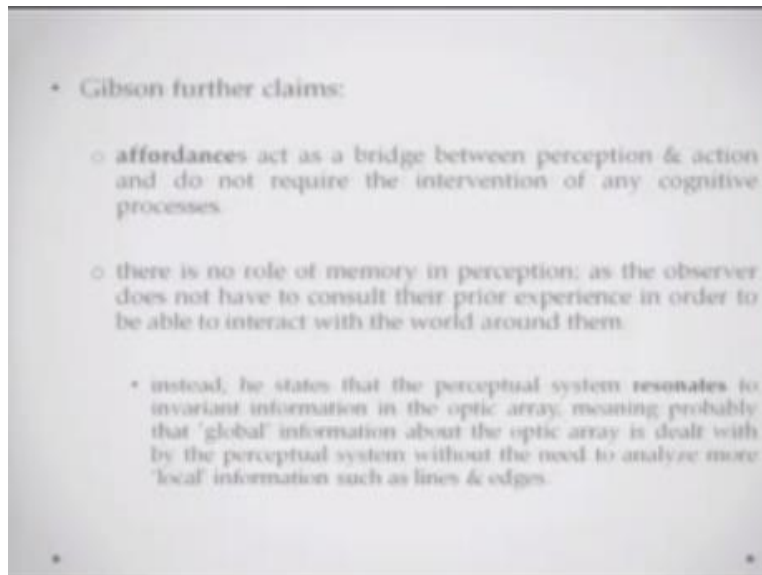 • Gibson further claims:
o affordances act as a bridge between perception & action
and do not require the intervention of any cognitive
processes.
o there is no role of memory in perception; as the observer
does not have to consult their prior experience in order to
be able to interact with the world around them.
• instead, he states that the perceptual system resonates to
invariant information in the optic array, meaning probably
that 'global' information about the optic array is dealt with
by the perceptual system without the need to analyze more
'local' information such as lines & edges.